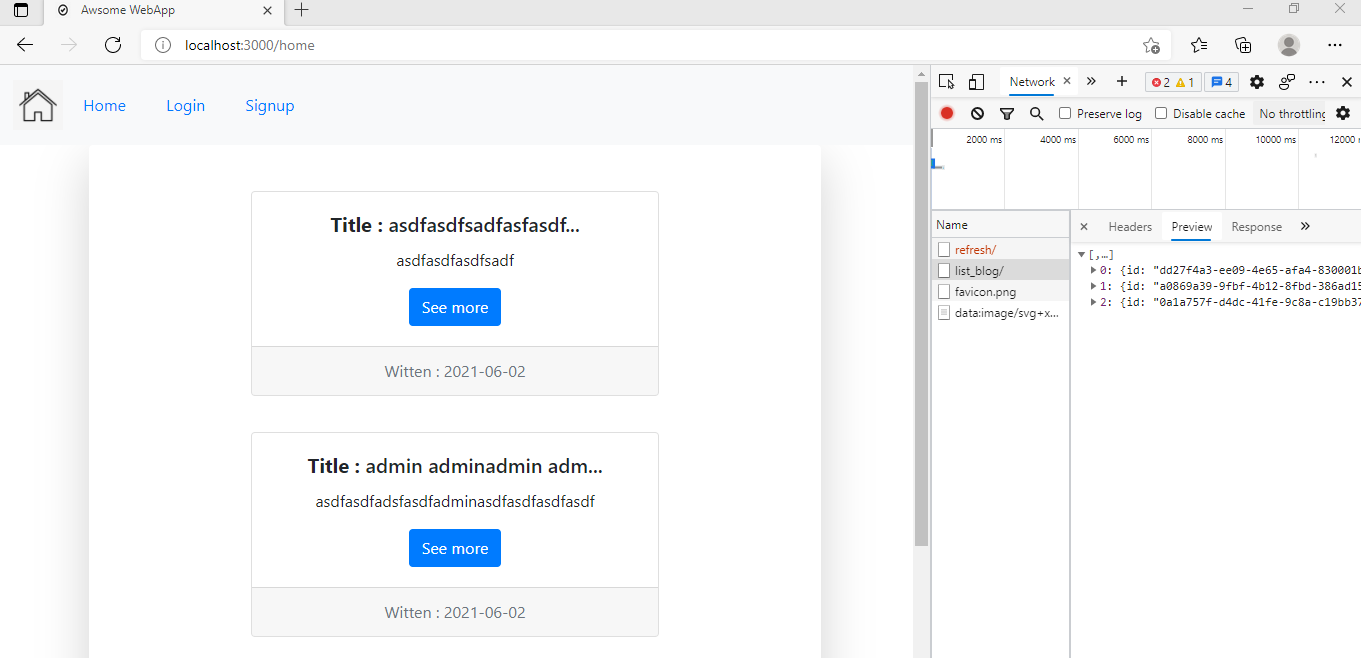 Awsome WebApp
localhost:3000/home
Home Login Signup
Title : asdfasdfsadfasfasdf...
asdfasdfasdfsadf
See more
Witten : 2021-06-02
Title : admin adminadmin adm...
asdfasdfadsfasdfadminasdfasdfasdfasdf
See more
Witten : 2021-06-02
Network 2 1 4
Preserve log Disable cache No throttling
2000 ms 4000 ms 6000 ms 8000 ms 10000 ms 12000
Name
refresh/
list_blog/
favicon.png
data:image/svg+x...
Headers Preview Response
[,…]
0: {id: "dd27f4a3-ee09-4e65-afa4-830001b
1: {id: "a0869a39-9fbf-4b12-8fbd-386ad15
2: {id: "0a1a757f-d4dc-41fe-9c8a-c19bb37